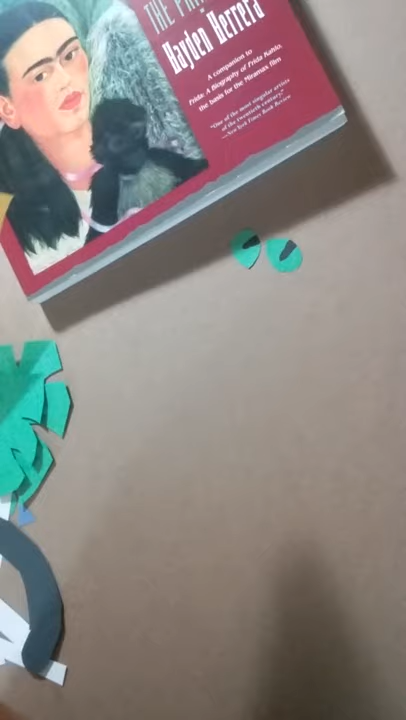 THE
Hayden Herrera
A companion to
Frida: A Biography of Frida Kahlo,
the basis for the Miramax film
"One of the most singular artists
of the twentieth century."
—New York Times Book Review